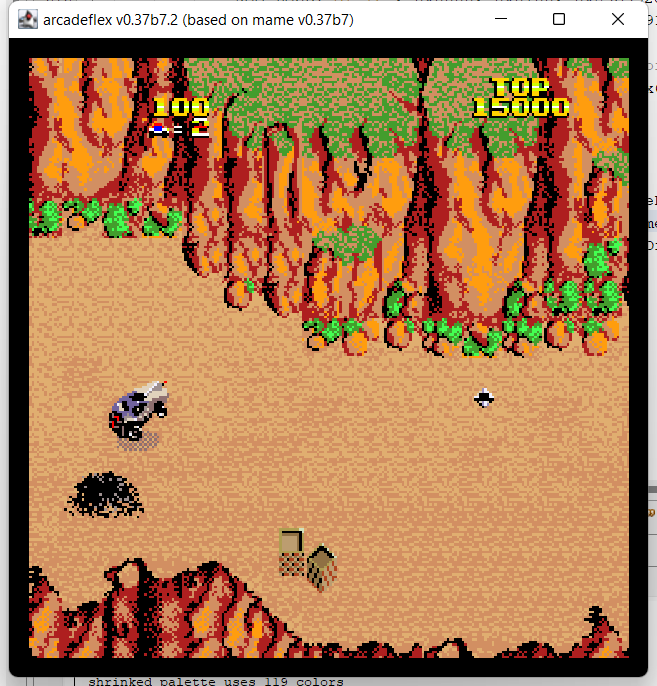 arcadeflex v0.37b7.2 (based on mame v0.37b7)
TOP
100 15000
= 2
shrinked palette uses 119 colors